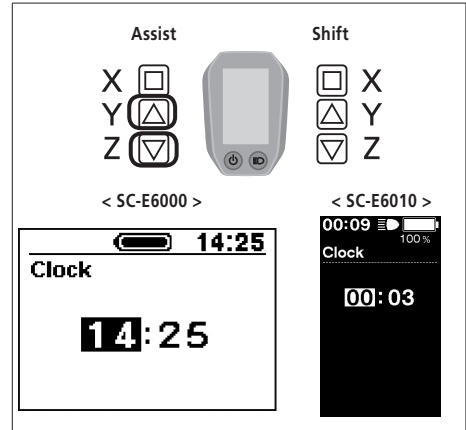 Assist Shift
X X
Y Y
Z Z
< SC-E6000 > < SC-E6010 >
14:25
Clock
14:25
00:09
100 %
Clock
00:03